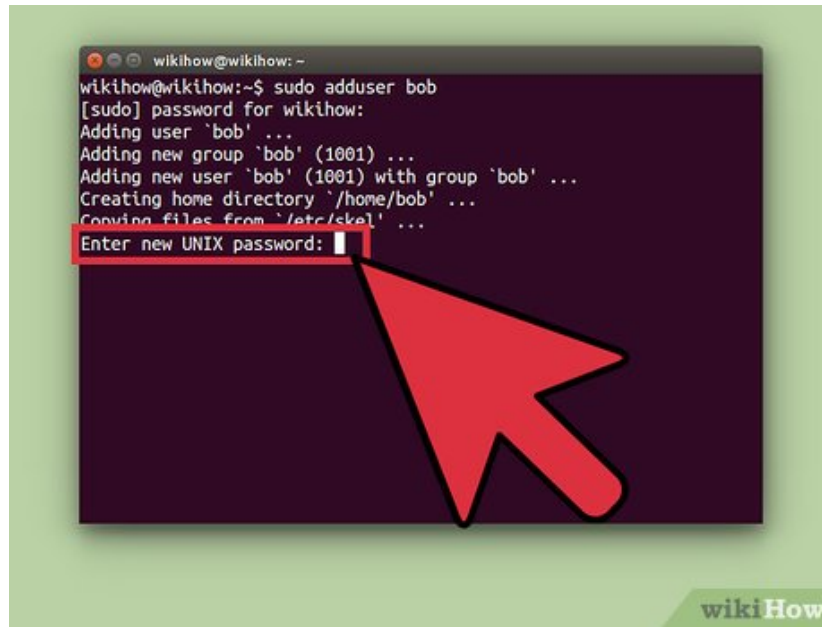 wikihow@wikihow: ~
wikihow@wikihow:~$ sudo adduser bob
[sudo] password for wikihow:
Adding user `bob' ...
Adding new group `bob' (1001) ...
Adding new user `bob' (1001) with group `bob' ...
Creating home directory `/home/bob' ...
Copying files from `/etc/skel' ...
Enter new UNIX password:
wikiHow